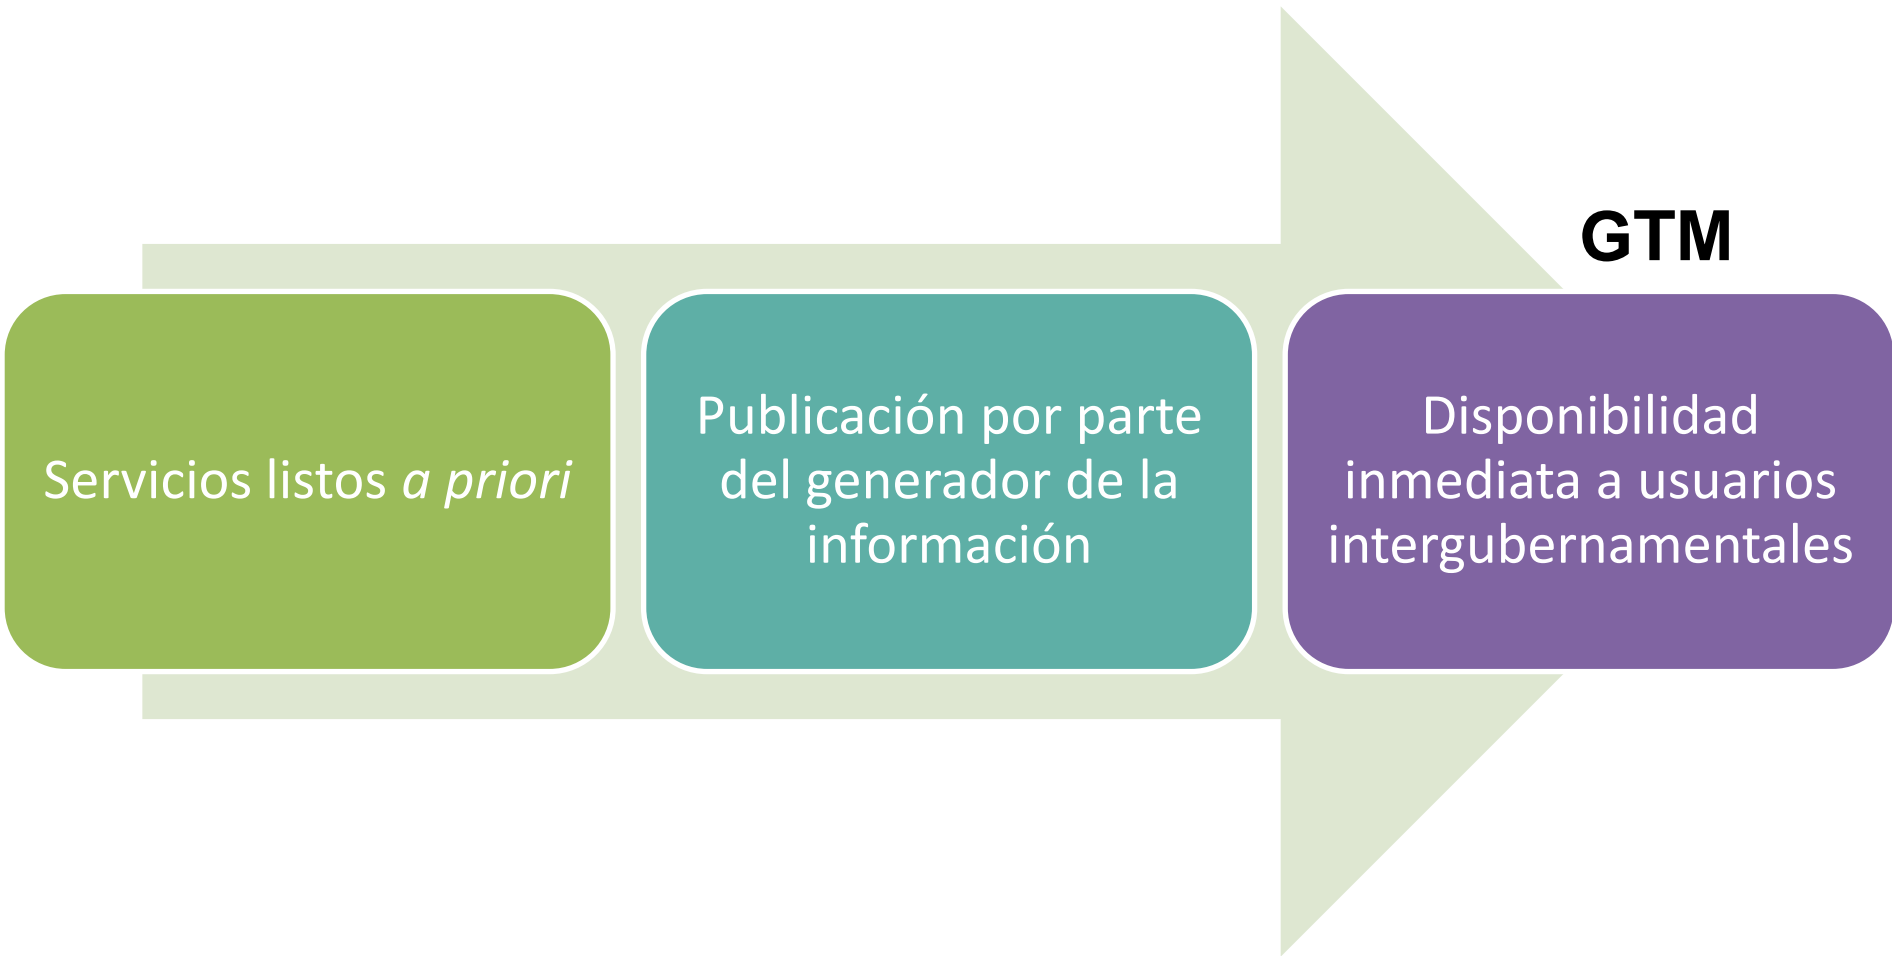 GTM
Servicios listos a priori
Publicación por parte
del generador de la
información
Disponibilidad
inmediata a usuarios
intergubernamentales